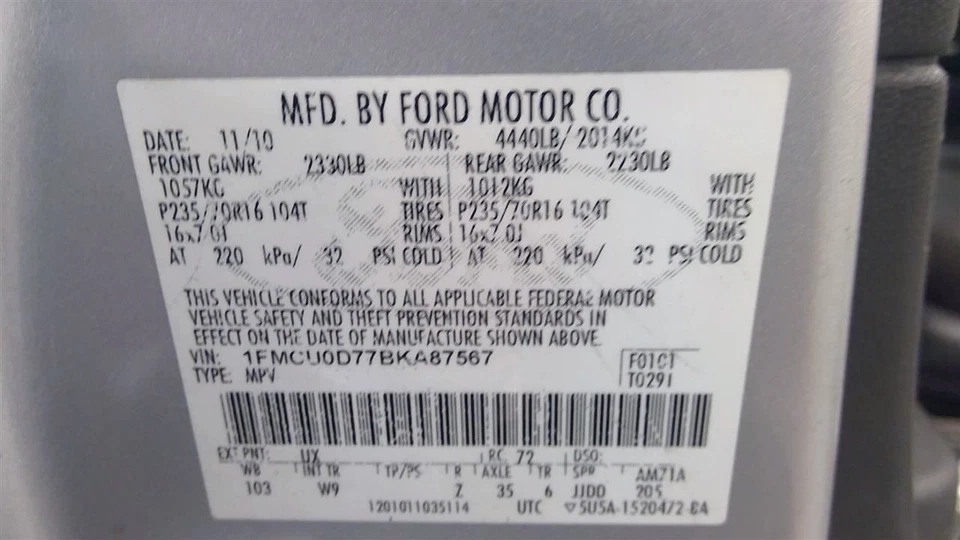 MFD. BY FORD MOTOR CO.
DATE: 11/10 GVWR: 4440LB/ 2014KG
FRONT GAWR: 2330LB REAR GAWR: 2230LB
1057KG WITH 1012KG WITH
P235/70R16 104T TIRES P235/70R16 104T TIRES
16x7.0J RIMS 16x7.0J RIMS
AT 220 kPa/ 32 PSI COLD AT 220 kPa/ 32 PSI COLD
THIS VEHICLE CONFORMS TO ALL APPLICABLE FEDERAL MOTOR
VEHICLE SAFETY AND THEFT PREVENTION STANDARDS IN
EFFECT ON THE DATE OF MANUFACTURE SHOWN ABOVE.
VIN: 1FMCU0D77BKA87567 F01C1
TYPE: MPV T0291
EXT PNT: UX RC: 72 DSO:
WB INT TR TP/PS R AXLE TR SPR AM71A
103 W9 Z 35 6 JJDD 205
1201011035114 UTC ▽5U5A-1520472-BA